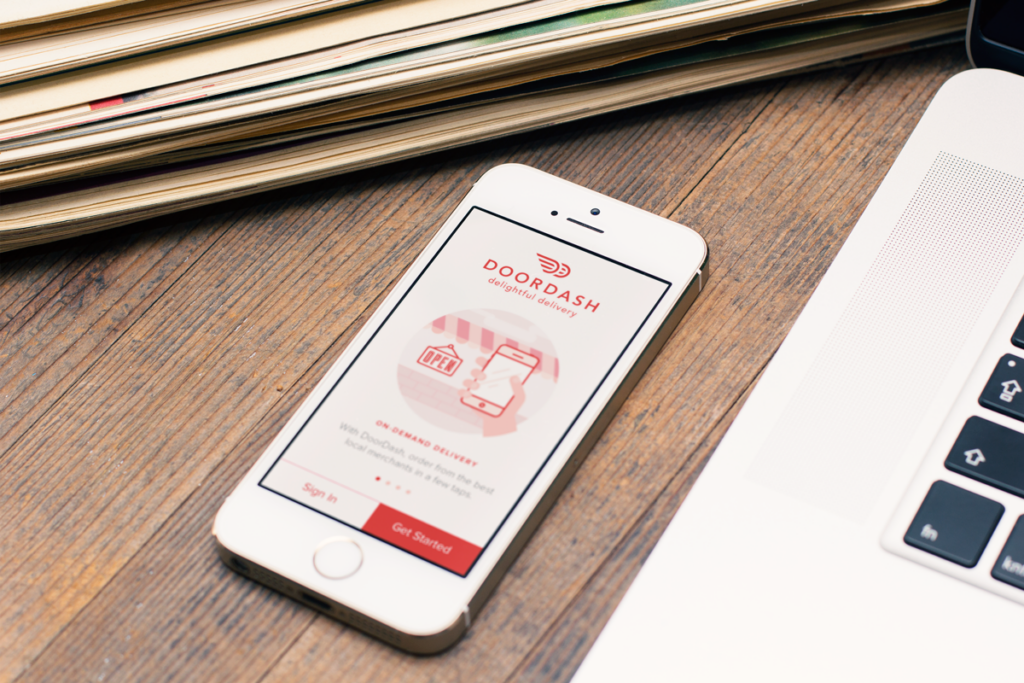 DOORDASH
delightful delivery
OPEN
ON-DEMAND DELIVERY
With DoorDash, order from the best
local merchants in a few taps.
Sign In
Get Started
fn